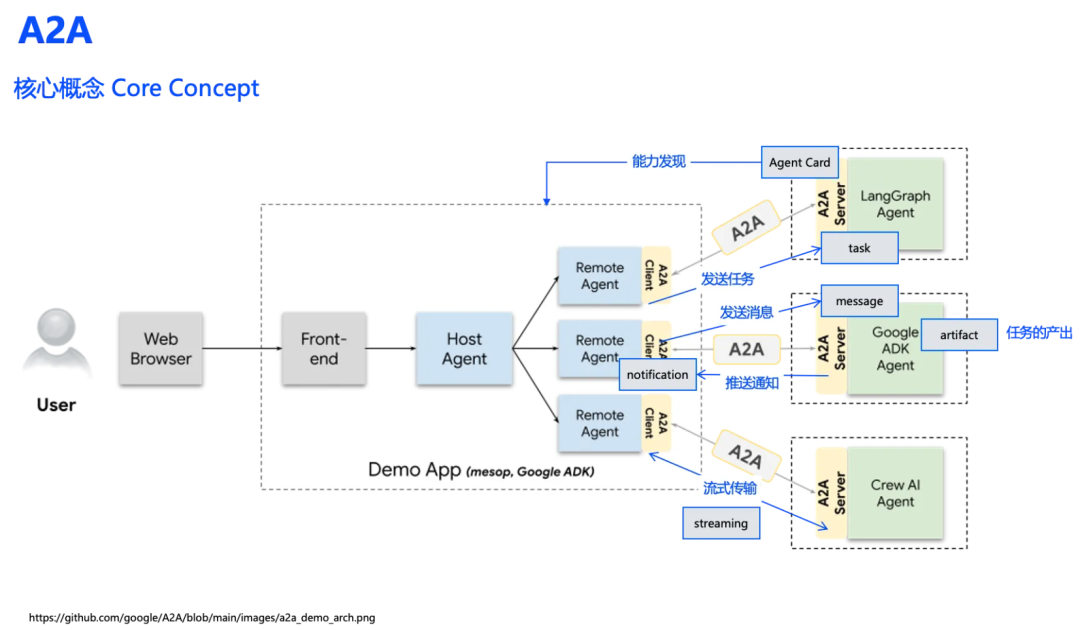 A2A
核心概念 Core Concept
能力发现
Agent Card
A2A
Server
LangGraph
Agent
A2A
task
Remote
Agent
A2A
Client
发送任务
发送消息
message
Web
Browser
Front-
end
Host
Agent
Remote
Agent
A2A
Clie
A2A
A2A
Server
Google
ADK
Agent
artifact
任务的产出
notification
推送通知
User
Remote
Agent
A2A
Client
A2A
Demo App (mesop, Google ADK)
流式传输
streaming
A2A
Server
Crew AI
Agent
https://github.com/google/A2A/blob/main/images/a2a_demo_arch.png